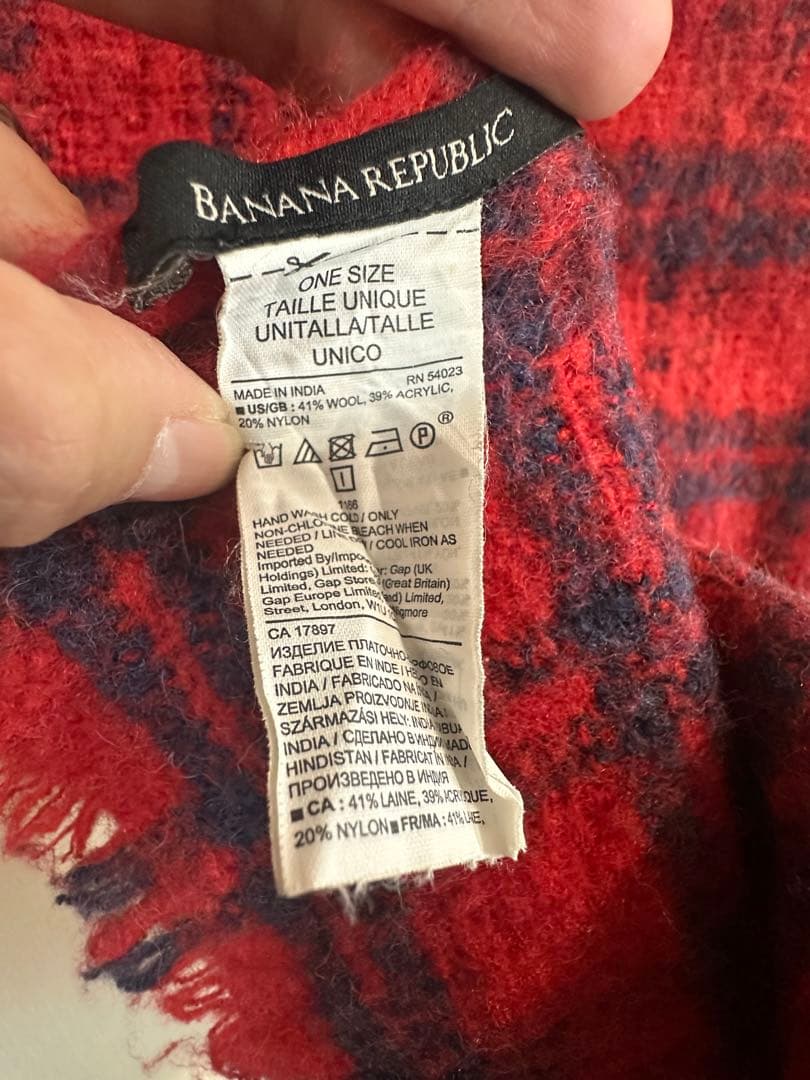 BANANA REPUBLIC
ONE SIZE
TAILLE UNIQUE
UNITALLA/TALLE
UNICO
RN 54023
MADE IN INDIA
US/GB : 41% WOOL, 39% ACRYLIC,
20% NYLON
P ®
HAND WASH COLD / ONLY
NON-CHLORINE BLEACH WHEN
NEEDED / LINE / COOL IRON AS
NEEDED
Imported By/
Holdings) Limited: Gap (UK
Limited, Gap Store (Great Britain)
Gap Europe Limited Limited,
Street, London,
CA 17897
ИЗДЕЛИЕ
FABRIQUE EN INDE / EN
INDIA / FABRICADO
ZEMLJA PROIZVODNJE
SZÁRMAZÁSI HELY:
INDIA / СДЕЛАНО В
HINDISTAN / FABRICAT
ПРОИЗВЕДЕНО В ИНДИЯ
CA : 41% LAINE, 39%
20% NYLON FR/MA : 41%